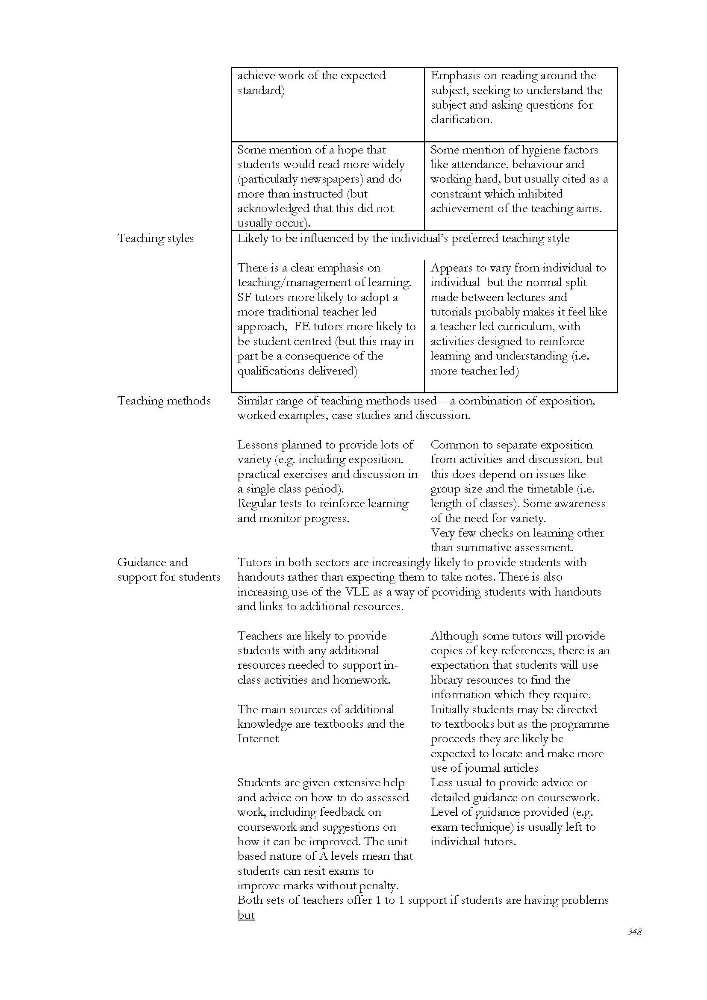 achieve work of the expected
standard)
Emphasis on reading around the
subject, seeking to understand the
subject and asking questions for
clarification.
Some mention of a hope that
students would read more widely
(particularly newspapers) and do
more than instructed (but
acknowledged that this did not
usually occur).
Some mention of hygiene factors
like attendance, behaviour and
working hard, but usually cited as a
constraint which inhibited
achievement of the teaching aims.
Teaching styles
Likely to be influenced by the individual’s preferred teaching style
There is a clear emphasis on
teaching/management of learning.
SF tutors more likely to adopt a
more traditional teacher led
approach,  FE tutors more likely to
be student centred (but this may in
part be a consequence of the
qualifications delivered)
Appears to vary from individual to
individual  but the normal split
made between lectures and
tutorials probably makes it feel like
a teacher led curriculum, with
activities designed to reinforce
learning and understanding (i.e.
more teacher led)
Teaching methods
Similar range of teaching methods used – a combination of exposition,
worked examples, case studies and discussion.
Lessons planned to provide lots of
variety (e.g. including exposition,
practical exercises and discussion in
a single class period).
Regular tests to reinforce learning
and monitor progress.
Common to separate exposition
from activities and discussion, but
this does depend on issues like
group size and the timetable (i.e.
length of classes). Some awareness
of the need for variety.
Very few checks on learning other
than summative assessment.
Guidance and
support for students
Tutors in both sectors are increasingly likely to provide students with
handouts rather than expecting them to take notes. There is also
increasing use of the VLE as a way of providing students with handouts
and links to additional resources.
Teachers are likely to provide
students with any additional
resources needed to support in-
class activities and homework.
Although some tutors will provide
copies of key references, there is an
expectation that students will use
library resources to find the
information which they require.
The main sources of additional
knowledge are textbooks and the
Internet
Initially students may be directed
to textbooks but as the programme
proceeds they are likely be
expected to locate and make more
use of journal articles
Students are given extensive help
and advice on how to do assessed
work, including feedback on
coursework and suggestions on
how it can be improved. The unit
based nature of A levels mean that
students can resit exams to
improve marks without penalty.
Less usual to provide advice or
detailed guidance on coursework.
Level of guidance provided (e.g.
exam technique) is usually left to
individual tutors.
Both sets of teachers offer 1 to 1 support if students are having problems
but
348